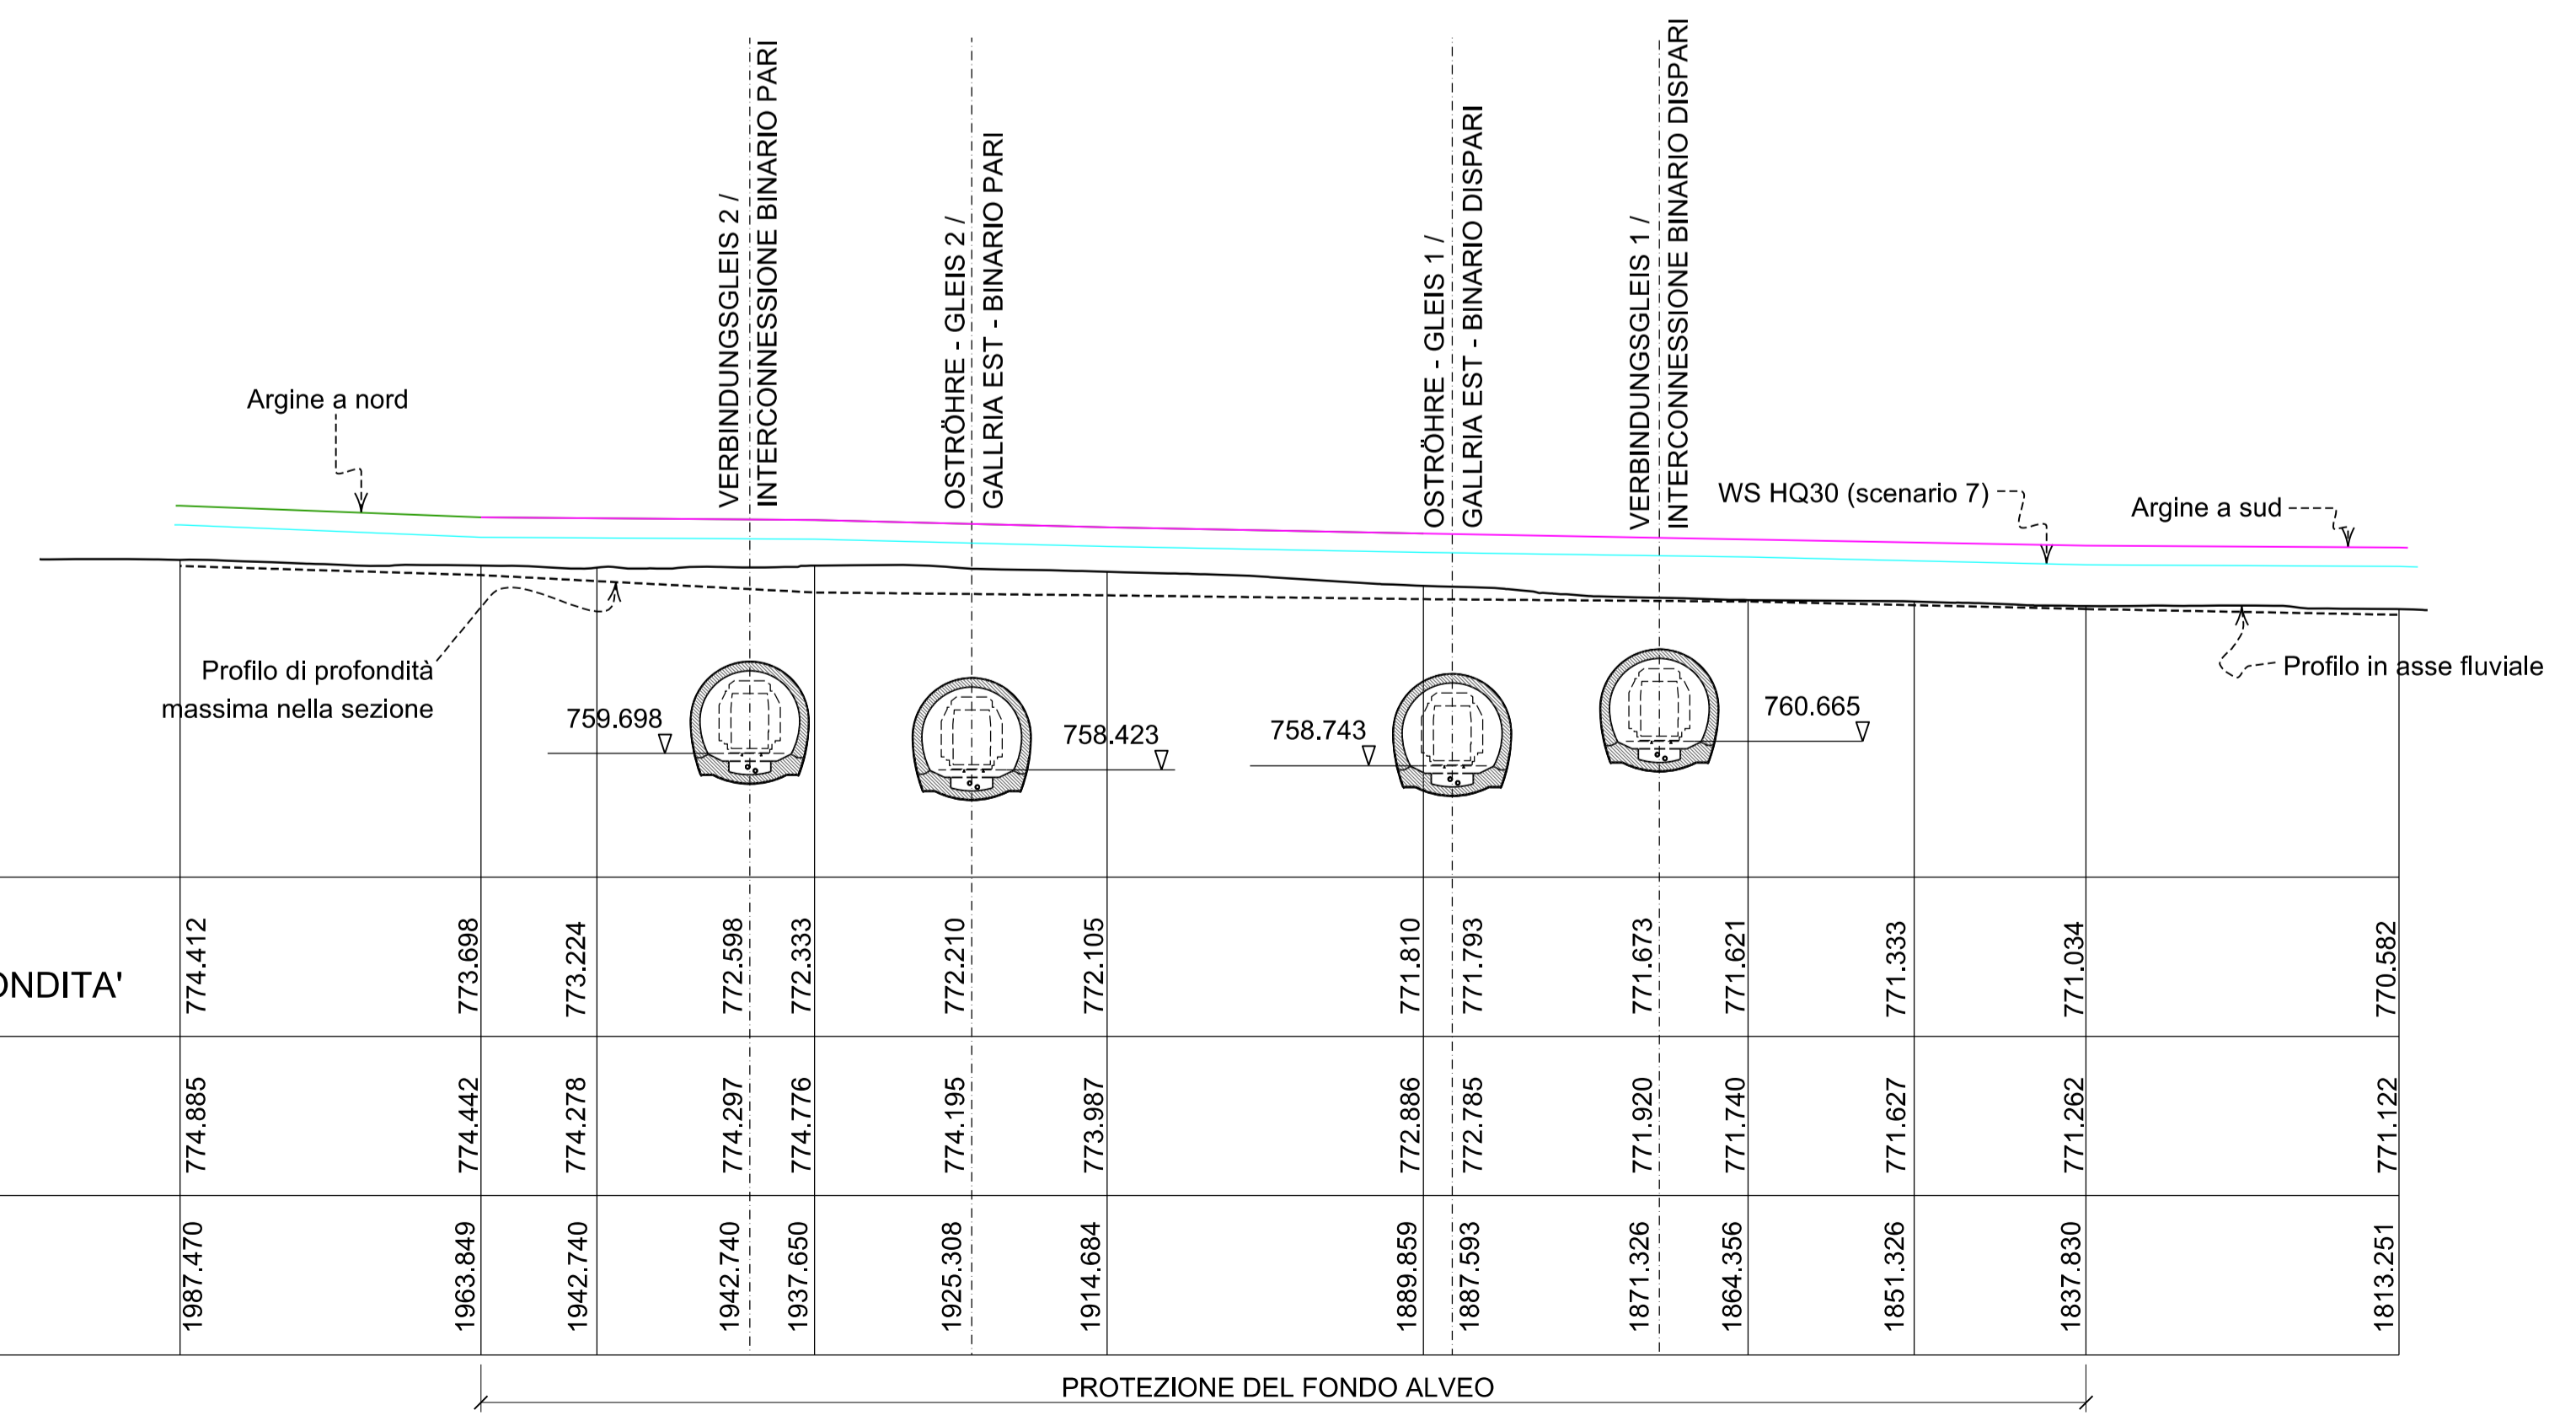 VERBINDUNGSGLEIS 2 /
INTERCONNESSIONE BINARIO PARI
OSTRÖHRE - GLEIS 2 /
GALLRIA EST - BINARIO PARI
OSTRÖHRE - GLEIS 1 /
GALLRIA EST - BINARIO DISPARI
VERBINDUNGSGLEIS 1 /
INTERCONNESSIONE BINARIO DISPARI
Argine a nord
WS HQ30 (scenario 7)
Argine a sud
Profilo di profondità
massima nella sezione
Profilo in asse fluviale
759.698
758.423
758.743
760.665
ONDITA'
774.412
773.698
773.224
772.598
772.333
772.210
772.105
771.810
771.793
771.673
771.621
771.333
771.034
770.582
774.885
774.442
774.278
774.297
774.776
774.195
773.987
772.886
772.785
771.920
771.740
771.627
771.262
771.122
1987.470
1963.849
1942.740
1942.740
1937.650
1925.308
1914.684
1889.859
1887.593
1871.326
1864.356
1851.326
1837.830
1813.251
PROTEZIONE DEL FONDO ALVEO